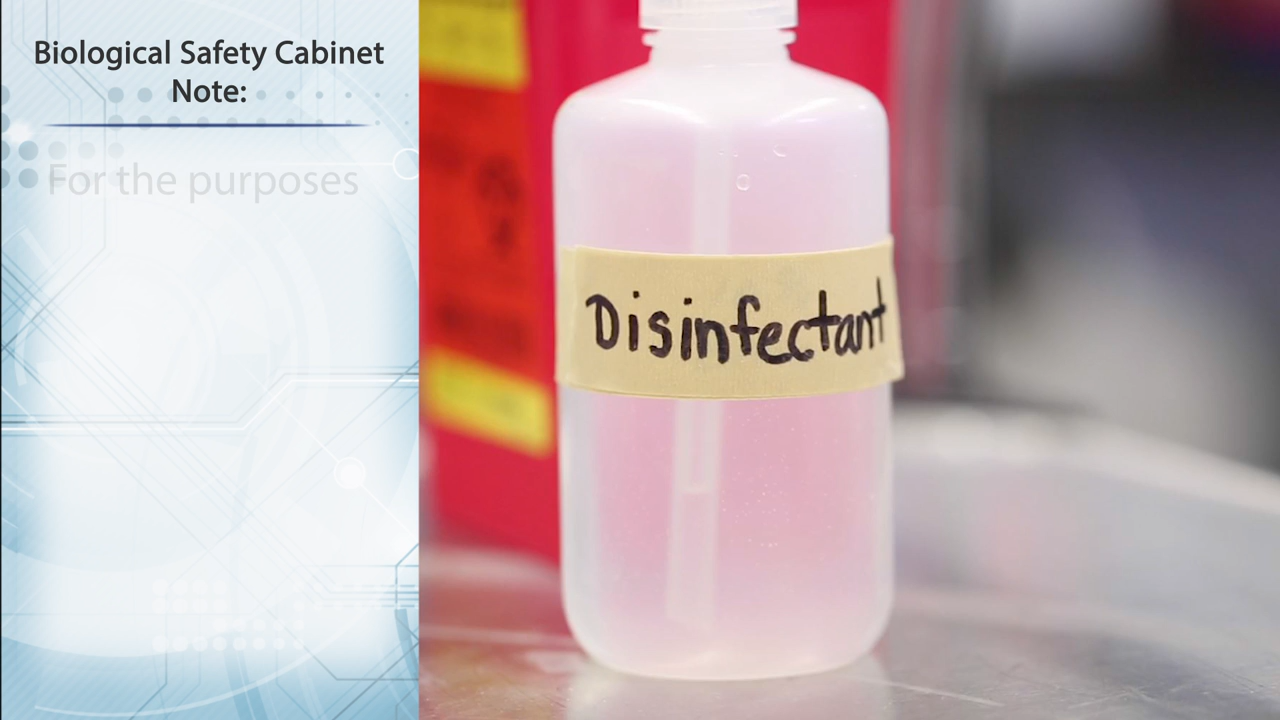 Biological Safety Cabinet
Note:
For the purposes
Disinfectant